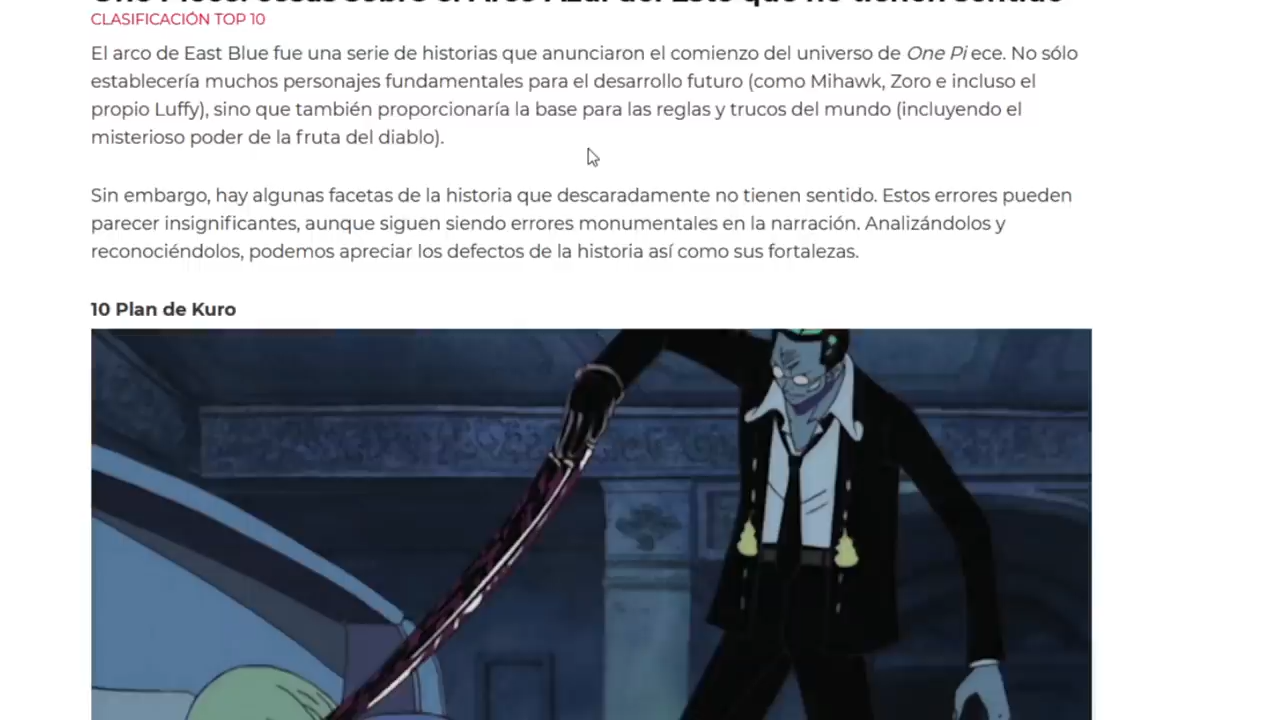 CLASIFICACIÓN TOP 10
El arco de East Blue fue una serie de historias que anunciaron el comienzo del universo de One Pi ece. No sólo
establecería muchos personajes fundamentales para el desarrollo futuro (como Mihawk, Zoro e incluso el
propio Luffy), sino que también proporcionaría la base para las reglas y trucos del mundo (incluyendo el
misterioso poder de la fruta del diablo).
Sin embargo, hay algunas facetas de la historia que descaradamente no tienen sentido. Estos errores pueden
parecer insignificantes, aunque siguen siendo errores monumentales en la narración. Analizándolos y
reconociéndolos, podemos apreciar los defectos de la historia así como sus fortalezas.
10 Plan de Kuro